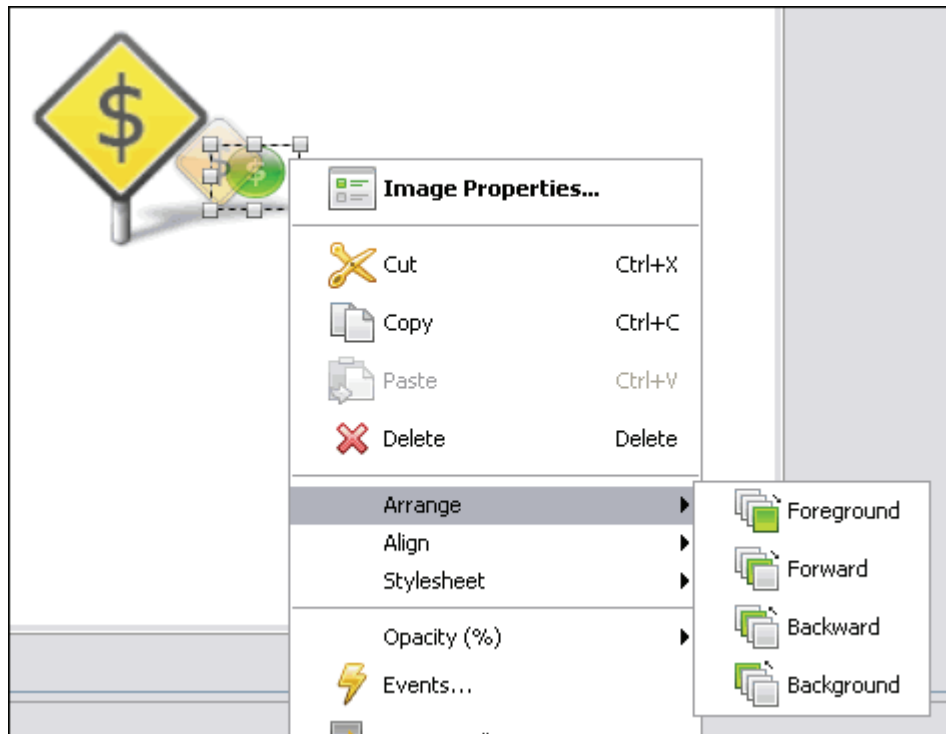 $
$
$
Image Properties...
Cut Ctrl+X
Copy Ctrl+C
Paste Ctrl+V
Delete Delete
Arrange
Foreground
Align
Forward
Stylesheet
Backward
Opacity (%)
Events...
Background